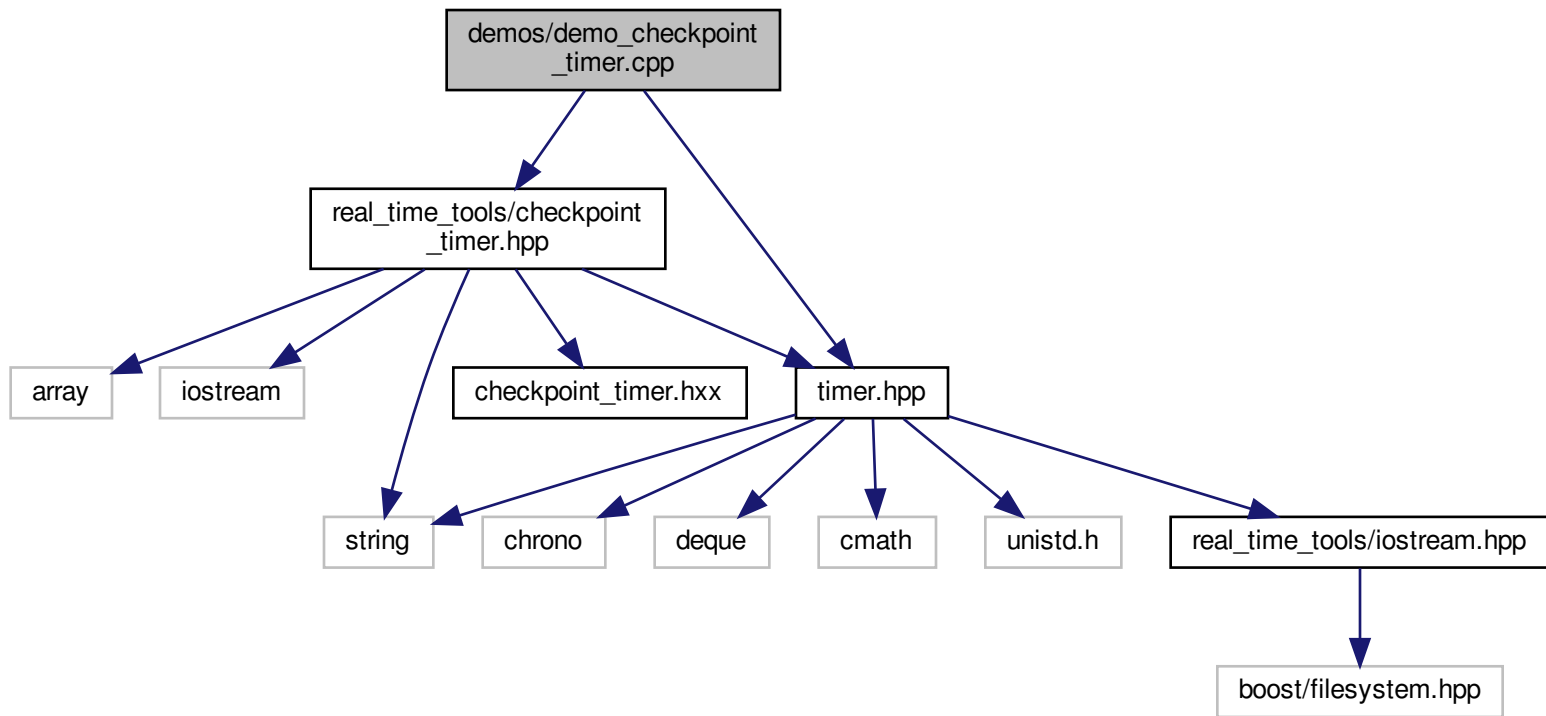 demos/demo_checkpoint
_timer.cpp
real_time_tools/checkpoint
_timer.hpp
array
iostream
checkpoint_timer.hxx
timer.hpp
string
chrono
deque
cmath
unistd.h
real_time_tools/iostream.hpp
boost/filesystem.hpp